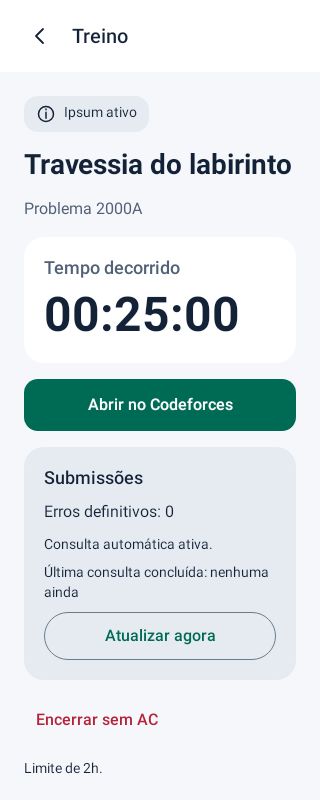 Treino
Ipsum ativo
Travessia do labirinto
Problema 2000A
Tempo decorrido
00:25:00
Abrir no Codeforces
Submissões
Erros definitivos: 0
Consulta automática ativa.
Última consulta concluída: nenhuma
ainda
Atualizar agora
Encerrar sem AC
Limite de 2h.